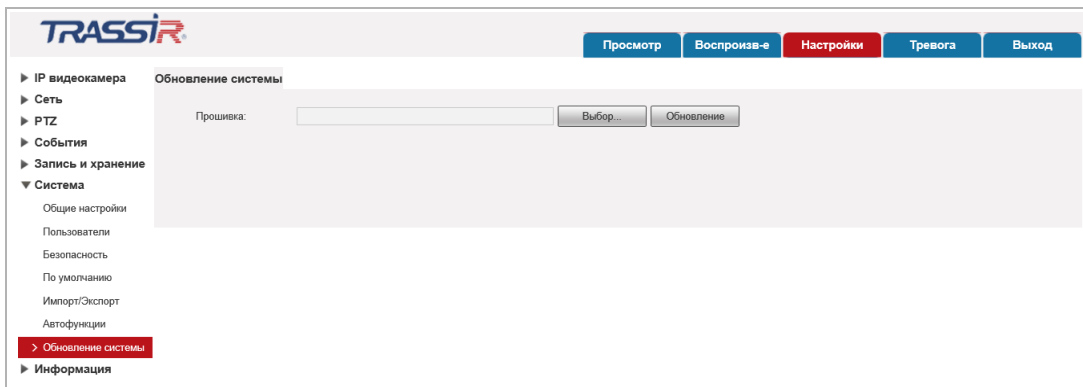 TRASSIR
Просмотр Воспроизв-е Настройки Тревога Выход
IP видеокамера
Сеть
PTZ
События
Запись и хранение
Система
Общие настройки
Пользователи
Безопасность
По умолчанию
Импорт/Экспорт
Автофункции
Обновление системы
Информация
Обновление системы
Прошивка: Выбор... Обновление